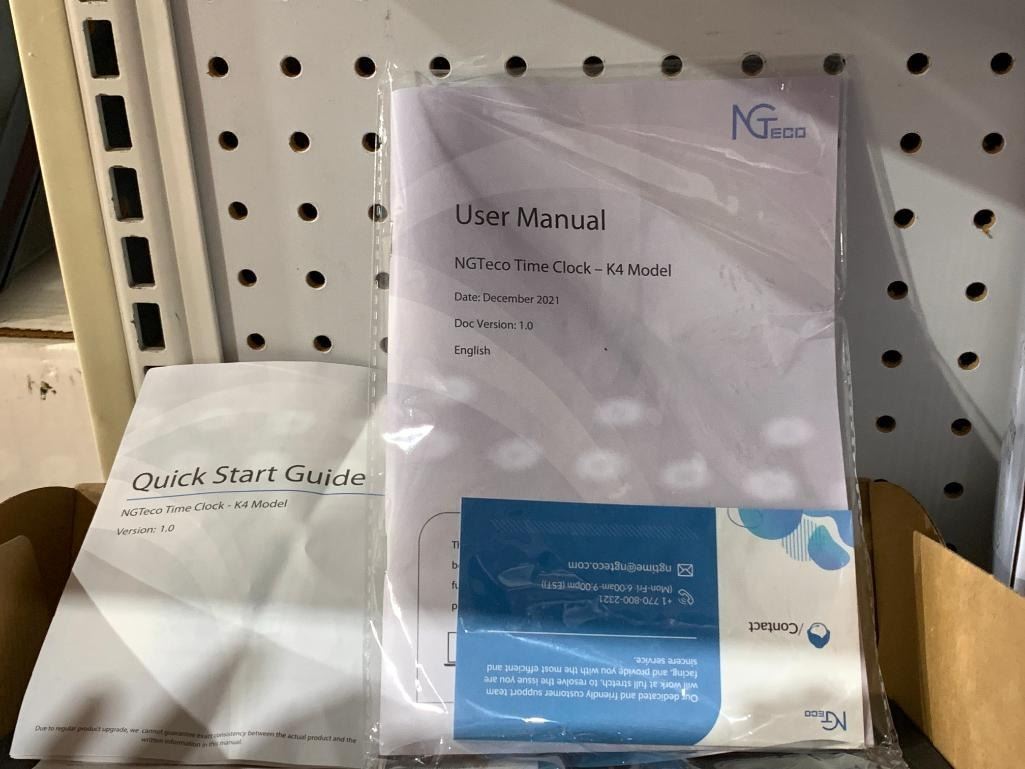 NGTECO
User Manual
NGTeco Time Clock – K4 Model
Date: December 2021
Doc Version: 1.0
English
Quick Start Guide
NGTeco Time Clock - K4 Model
Version: 1.0
Due to regular product upgrade, we cannot guarantee exact consistency between the actual product and the
written information in this manual.
NGTECO
Our dedicated and friendly customer support team
will work at full stretch, to resolve the issue you are
facing, and provide you with the most efficient and
sincere service.
/Contact
+1 770-800-2321
(Mon-Fri 6:00am-9:00pm (EST))
ngtime@ngteco.com